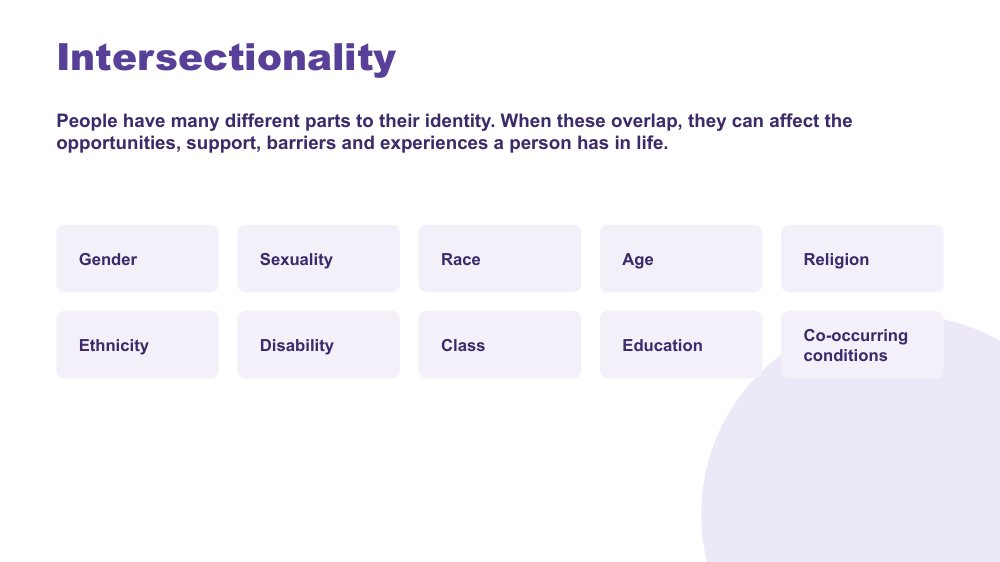 Intersectionality
People have many different parts to their identity. When these overlap, they can affect the
opportunities, support, barriers and experiences a person has in life.
Gender
Sexuality
Race
Age
Religion
Ethnicity
Disability
Class
Education
Co-occurring
conditions